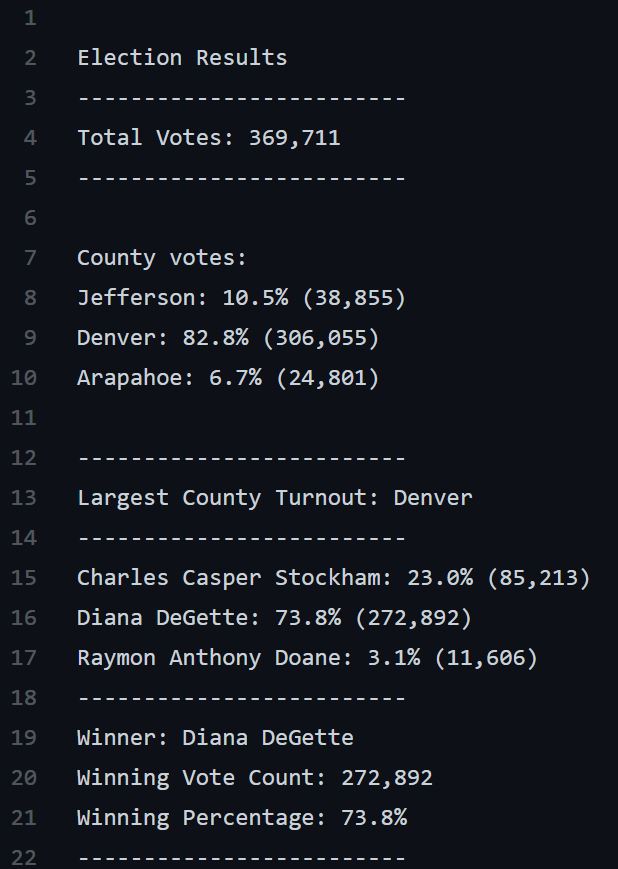 1
2 Election Results
3 -------------------------
4 Total Votes: 369,711
5 -------------------------
6
7 County votes:
8 Jefferson: 10.5% (38,855)
9 Denver: 82.8% (306,055)
10 Arapahoe: 6.7% (24,801)
11
12 -------------------------
13 Largest County Turnout: Denver
14 -------------------------
15 Charles Casper Stockham: 23.0% (85,213)
16 Diana DeGette: 73.8% (272,892)
17 Raymon Anthony Doane: 3.1% (11,606)
18 -------------------------
19 Winner: Diana DeGette
20 Winning Vote Count: 272,892
21 Winning Percentage: 73.8%
22 -------------------------